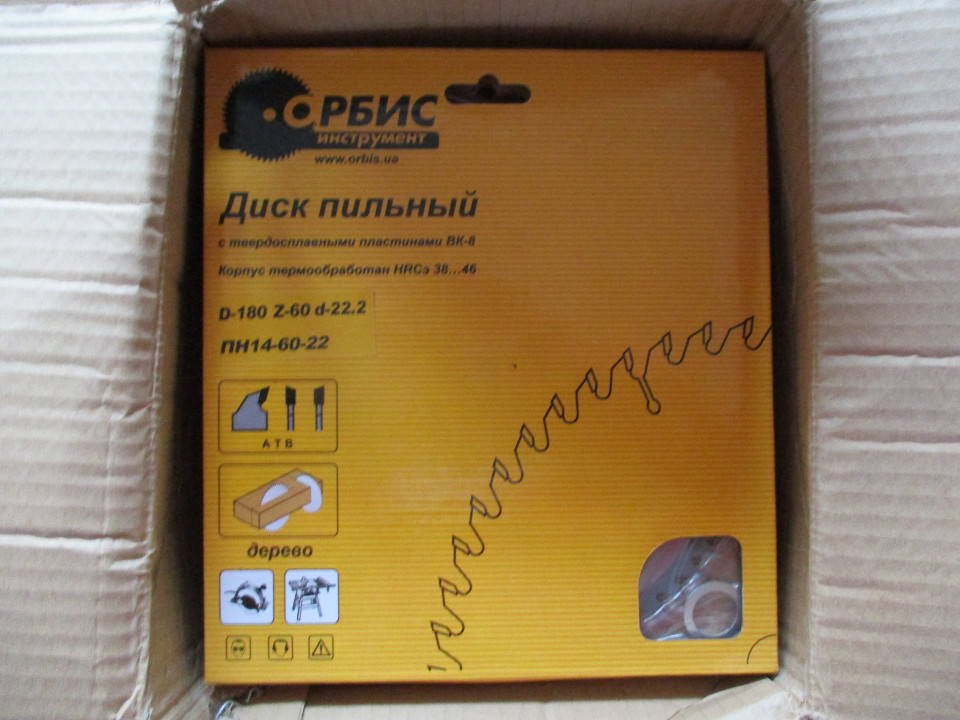 ОРБИС
инструмент
www.orbis.ua
Диск пильный
с твердосплавными пластинами ВК-8
Корпус термообработан HRCэ 38...46
D-180 Z-60 d-22.2
ПН14-60-22
А Т В
дерево